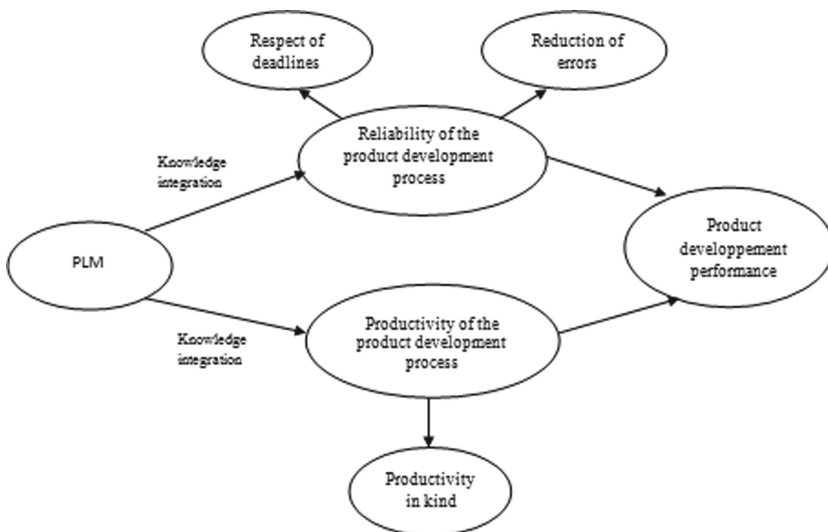 Respect of
deadlines
Reduction of
errors
Reliability of the
product development
process
Knowledge
integration
PLM
Product
developpement
performance
Knowledge
integration
Productivity of the
product development
process
Productivity
in kind